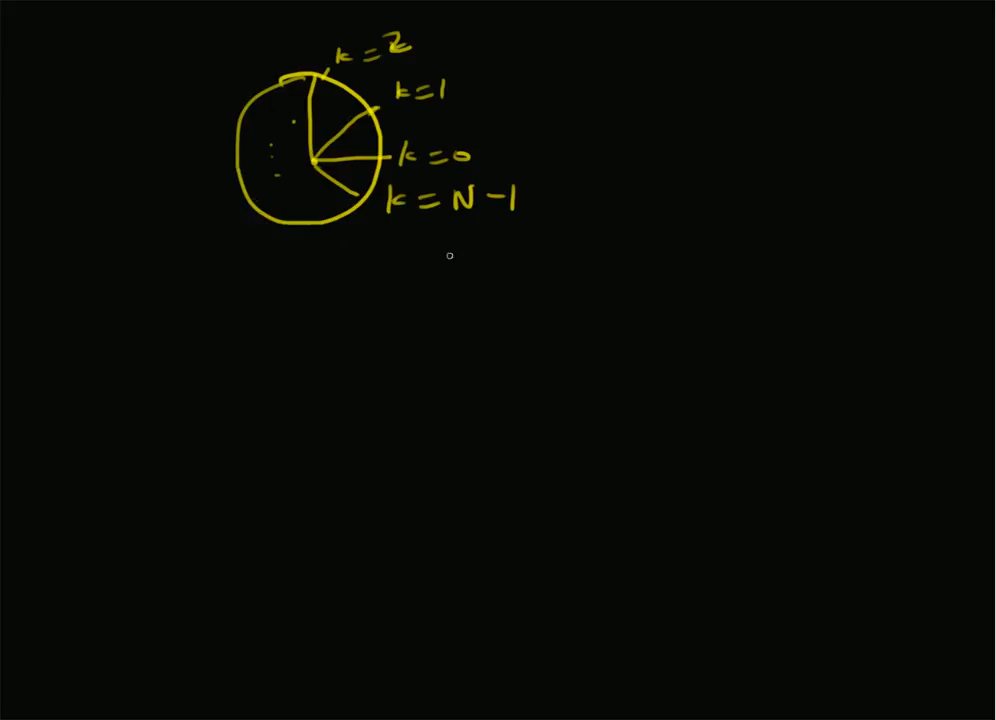 k = 2
k = 1
k = 0
k = N - 1